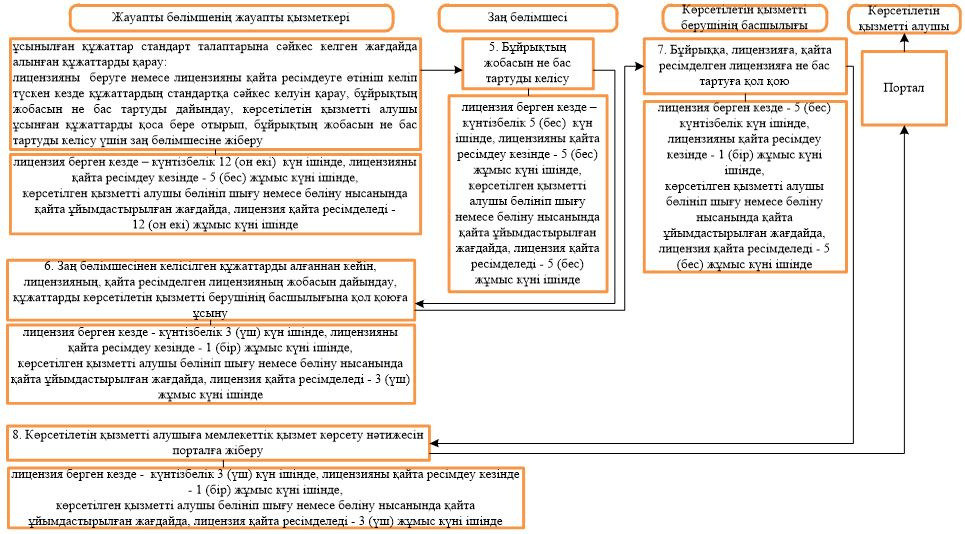 Жауапты бөлімшенің жауапты қызметкері
Заң бөлімшесі
Көрсетілетін қызметті
берушінің басшылығы
Көрсетілетін
қызметті алушы
ұсынылған құжаттар стандарт талаптарына сәйкес келген жағдайда
алынған құжаттарды қарау:
лицензияны беруге немесе лицензияны қайта ресімдеуге өтініш келіп
түскен кезде құжаттардың стандартқа сәйкес келуін қарау, бұйрықтың
жобасын не бас тартуды дайындау, көрсетілетін қызметті алушы
ұсынған құжаттарды қоса бере отырып, бұйрықтың жобасын не бас
тартуды келісу үшін заң бөлімшесіне жіберу
лицензия берген кезде – күнтізбелік 12 (он екі) күн ішінде, лицензияны
қайта ресімдеу кезінде - 5 (бес) жұмыс күні ішінде,
көрсетілген қызметті алушы бөлініп шығу немесе бөліну нысанында
қайта ұйымдастырылған жағдайда, лицензия қайта ресімделеді -
12 (он екі) жұмыс күні ішінде
5. Бұйрықтың
жобасын не бас
тартуды келісу
лицензия берген кезде –
күнтізбелік 5 (бес) күн
ішінде, лицензияны қайта
ресімдеу кезінде - 5 (бес)
жұмыс күні ішінде,
көрсетілген қызметті
алушы бөлініп шығу
немесе бөліну нысанында
қайта ұйымдастырылған
жағдайда, лицензия қайта
ресімделеді - 5 (бес)
жұмыс күні ішінде
7. Бұйрыққа, лицензияға, қайта
ресімделген лицензияға не бас
тартуға қол қою
лицензия берген кезде - 5 (бес)
күнтізбелік күн ішінде,
лицензияны қайта ресімдеу
кезінде - 1 (бір) жұмыс күні
ішінде,
көрсетілген қызметті алушы
бөлініп шығу немесе бөліну
нысанында қайта
ұйымдастырылған жағдайда,
лицензия қайта ресімделеді - 5
(бес) жұмыс күні ішінде
Портал
6. Заң бөлімшесінен келісілген құжаттарды алғаннан кейін,
лицензияның, қайта ресімделген лицензияның жобасын дайындау,
құжаттарды көрсетілетін қызметті берушінің басшылығына қол қоюға
ұсыну
лицензия берген кезде - күнтізбелік 3 (үш) күн ішінде, лицензияны
қайта ресімдеу кезінде - 1 (бір) жұмыс күні ішінде,
көрсетілген қызметті алушы бөлініп шығу немесе бөліну нысанында
қайта ұйымдастырылған жағдайда, лицензия қайта ресімделеді - 3 (үш)
жұмыс күні ішінде
8. Көрсетілетін қызметті алушыға мемлекеттік қызмет көрсету нәтижесін
порталға жіберу
лицензия берген кезде - күнтізбелік 3 (үш) күн ішінде, лицензияны қайта ресімдеу кезінде
- 1 (бір) жұмыс күні ішінде,
көрсетілген қызметті алушы бөлініп шығу немесе бөліну нысанында қайта
ұйымдастырылған жағдайда, лицензия қайта ресімделеді - 3 (үш) жұмыс күні ішінде